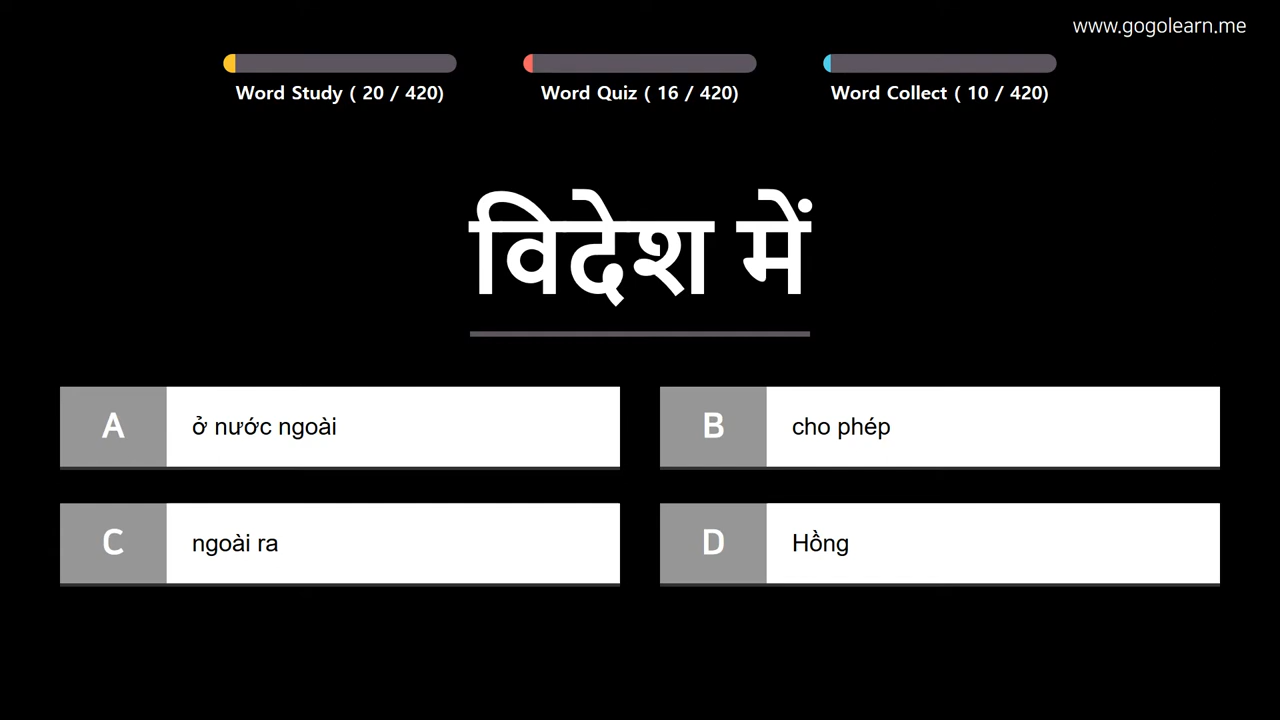 www.gogolearn.me
Word Study ( 20 / 420)
Word Quiz ( 16 / 420)
Word Collect ( 10 / 420)
विदेश में
A ở nước ngoài
B cho phép
C ngoài ra
D Hồng